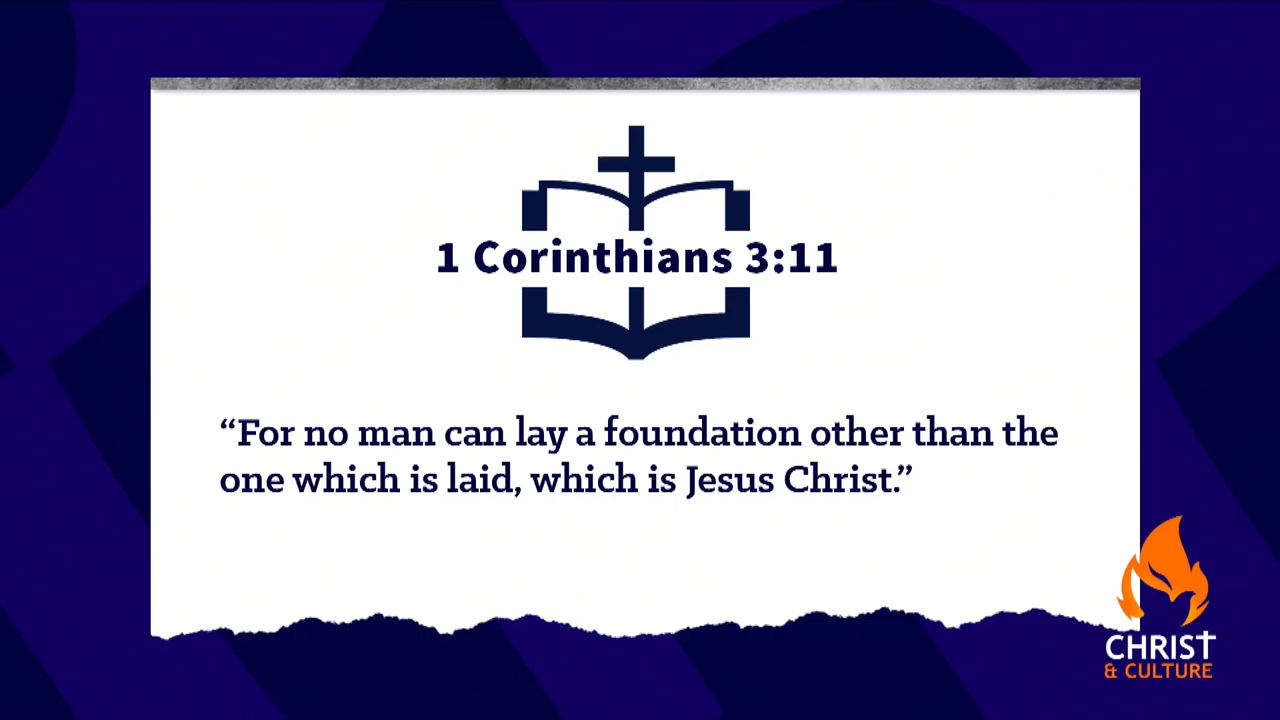 1 Corinthians 3:11
“For no man can lay a foundation other than the
one which is laid, which is Jesus Christ.”
CHRIST
& CULTURE